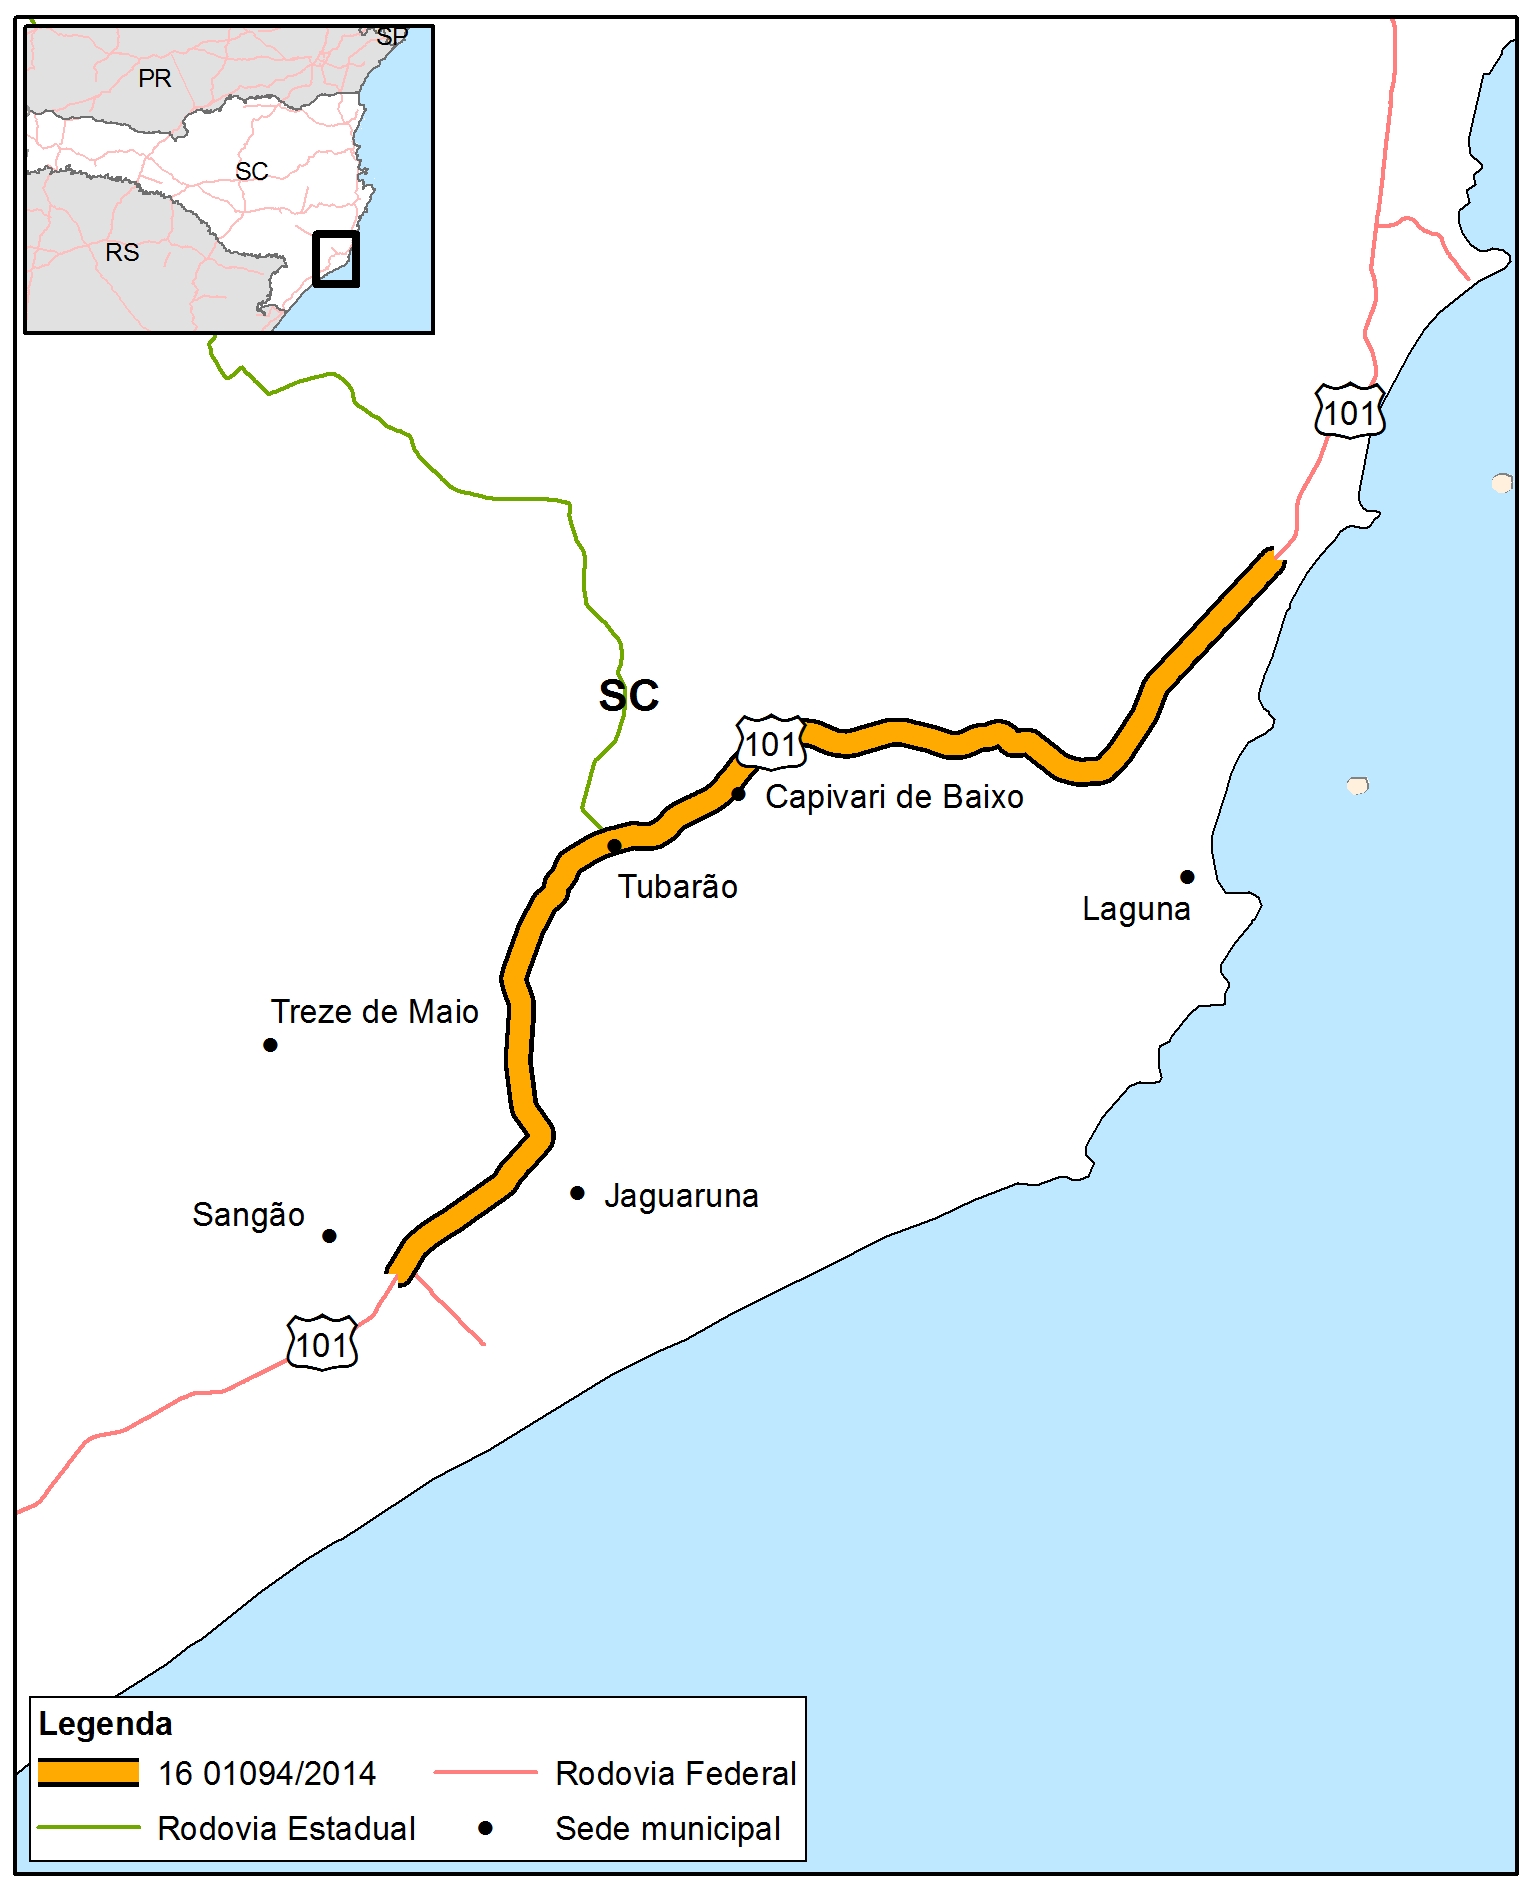 SP
PR
SC
RS
101
SC
101
Capivari de Baixo
Tubarão
Laguna
Treze de Maio
Jaguaruna
Sangão
101
Legenda
16 01094/2014
Rodovia Federal
Rodovia Estadual
Sede municipal